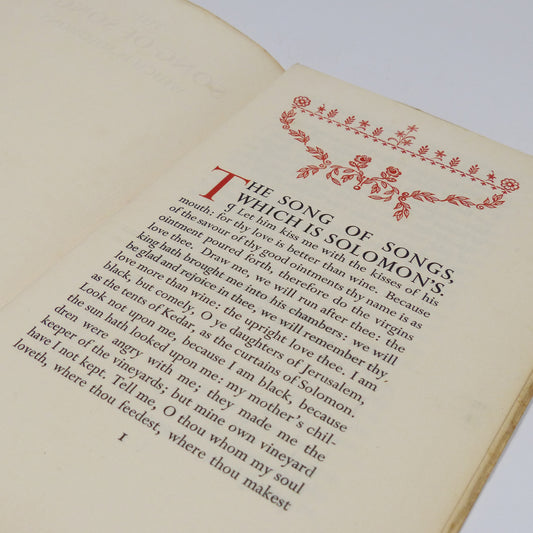 THE SONG OF SONGS,
WHICH IS SOLOMON'S.
q Let him kiss me with the kisses of his
mouth: for thy love is better than wine. Because
of the savour of thy good ointments thy name is as
ointment poured forth, therefore do the virgins
love thee. Draw me, we will run after thee: the
king hath brought me into his chambers: we will
be glad and rejoice in thee, we will remember thy
love more than wine: the upright love thee. I am
black, but comely, O ye daughters of Jerusalem,
as the tents of Kedar, as the curtains of Solomon.
Look not upon me, because I am black, because
the sun hath looked upon me: my mother's chil-
dren were angry with me; they made me the
keeper of the vineyards; but mine own vineyard
have I not kept. Tell me, O thou whom my soul
loveth, where thou feedest, where thou makest
1